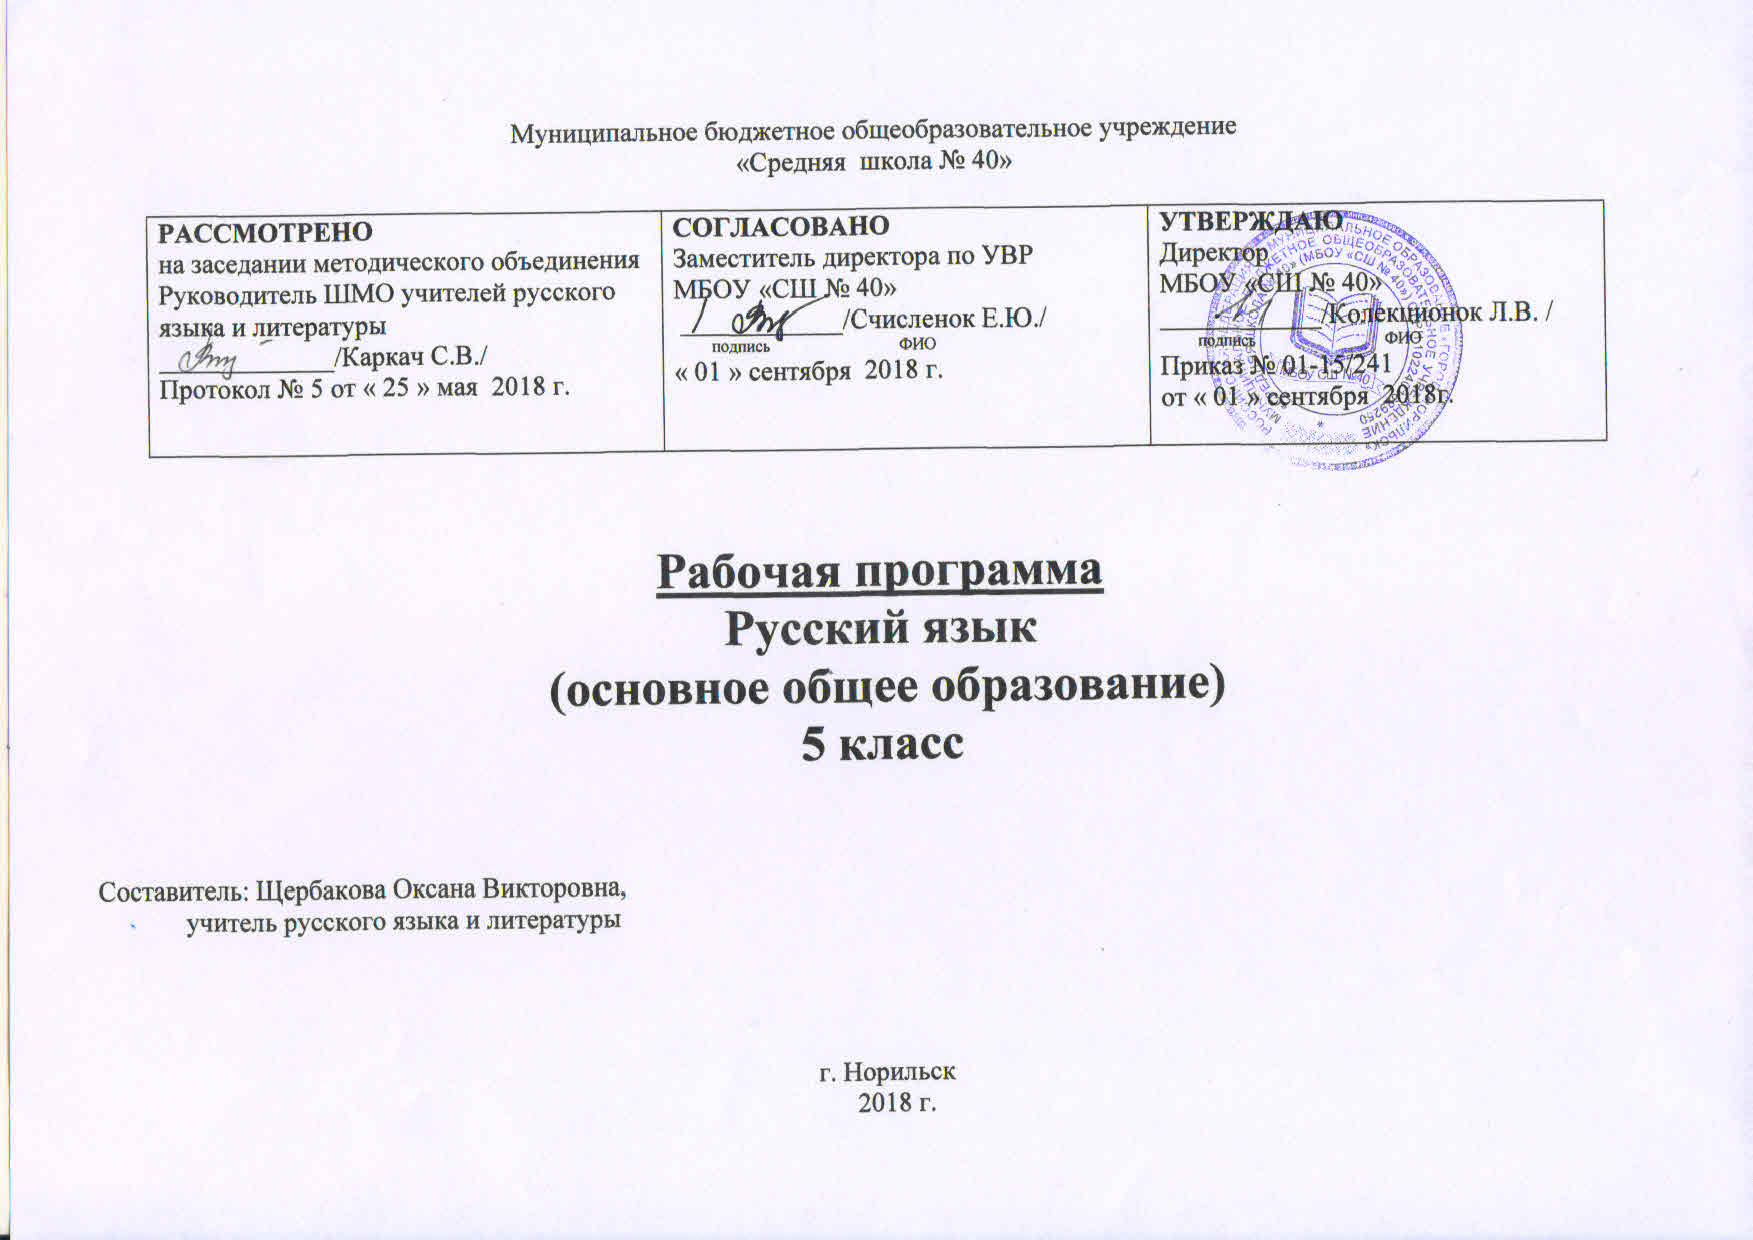 Муниципальное бюджетное общеобразовательное учреждение
«Средняя школа № 40»
РАССМОТРЕНО
на заседании методического объединения
Руководитель ШМО учителей русского
языка и литературы
/Каркач С.В./
Протокол № 5 от « 25 » мая 2018 г.
СОГЛАСОВАНО
Заместитель директора по УВР
МБОУ «СШ № 40»
/Счисленок Е.Ю./
подпись ФИО
« 01 » сентября 2018 г.
УТВЕРЖДАЮ
Директор
МБОУ «СШ № 40»
/Колекционок Л.В. /
подпись ФИО
Приказ № 01-15/241
от « 01 » сентября 2018г.
МБОУ СШ №40
Рабочая программа
Русский язык
(основное общее образование)
5 класс
Составитель: Щербакова Оксана Викторовна,
учитель русского языка и литературы
г. Норильск
2018 г.